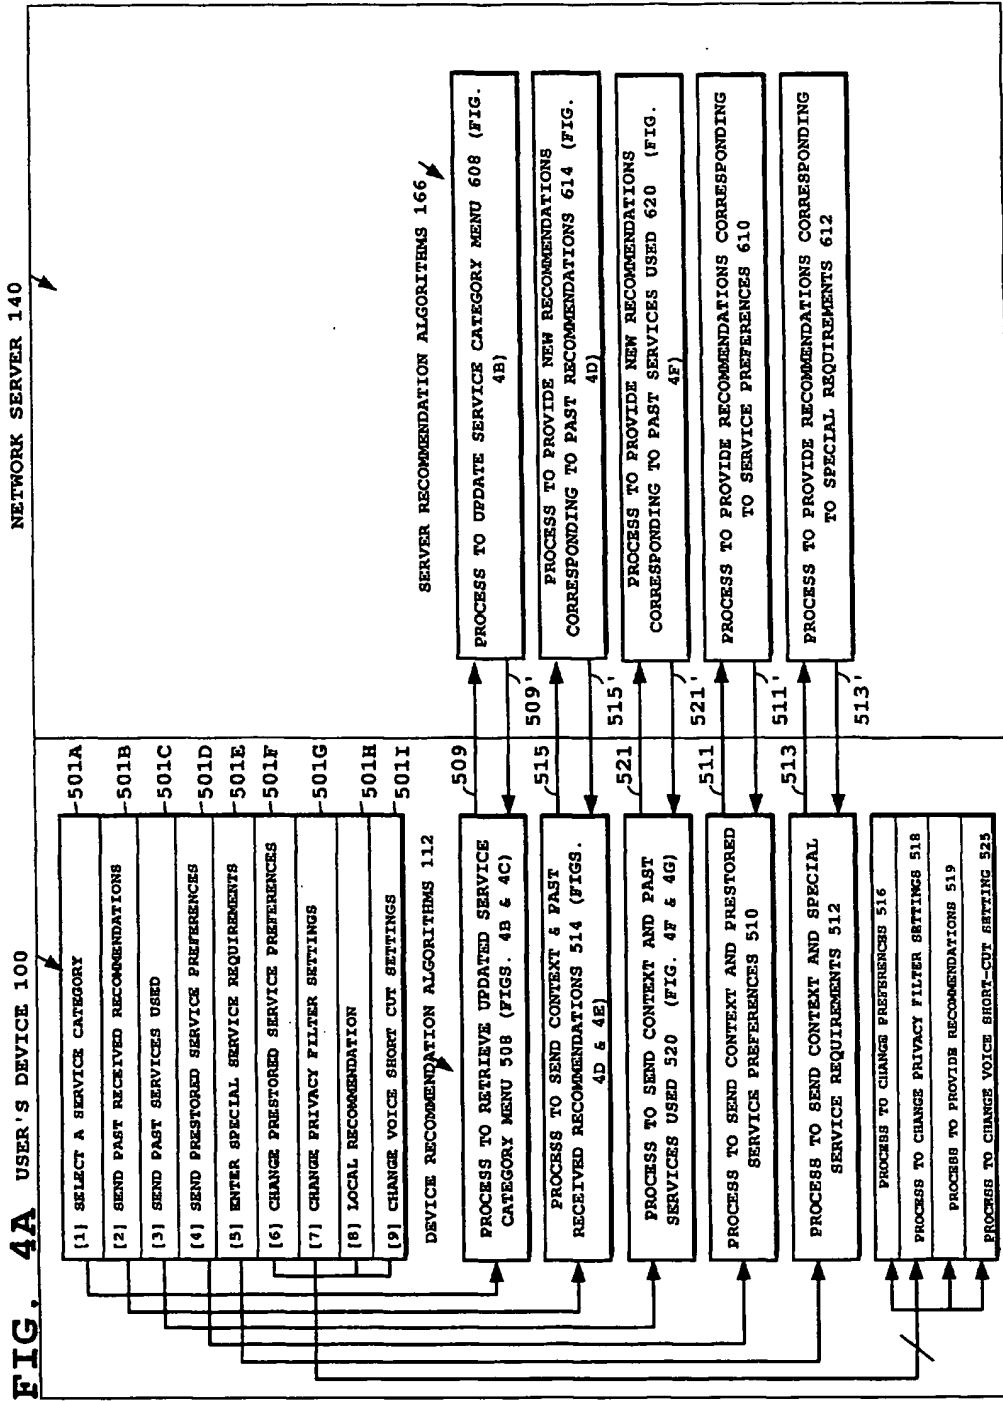 FIG. 4A
USER'S DEVICE 100
NETWORK SERVER 140
[1] SELECT A SERVICE CATEGORY
501A
[2] SEND PAST RECEIVED RECOMMENDATIONS
501B
[3] SEND PAST SERVICES USED
501C
[4] SEND PRESTORED SERVICE PREFERENCES
501D
[5] ENTER SPECIAL SERVICE REQUIREMENTS
501E
[6] CHANGE PRESTORED SERVICE PREFERENCES
501F
[7] CHANGE PRIVACY FILTER SETTINGS
501G
[8] LOCAL RECOMMENDATION
501H
[9] CHANGE VOICE SHORT CUT SETTINGS
501I
DEVICE RECOMMENDATION ALGORITHMS 112
SERVER RECOMMENDATION ALGORITHMS 166
PROCESS TO RETRIEVE UPDATED SERVICE
CATEGORY MENU 508 (FIGS. 4B & 4C)
509
509'
PROCESS TO UPDATE SERVICE CATEGORY MENU 608 (FIG.
4B)
PROCESS TO SEND CONTEXT & PAST
RECEIVED RECOMMENDATIONS 514 (FIGS.
4D & 4E)
515
515'
PROCESS TO PROVIDE NEW RECOMMENDATIONS
CORRESPONDING TO PAST RECOMMENDATIONS 614 (FIG.
4D)
PROCESS TO SEND CONTEXT AND PAST
SERVICES USED 520 (FIG. 4F & 4G)
521
521'
PROCESS TO PROVIDE NEW RECOMMENDATIONS
CORRESPONDING TO PAST SERVICES USED 620 (FIG.
4F)
PROCESS TO SEND CONTEXT AND PRESTORED
SERVICE PREFERENCES 510
511
511'
PROCESS TO PROVIDE RECOMMENDATIONS CORRESPONDING
TO SERVICE PREFERENCES 610
PROCESS TO SEND CONTEXT AND SPECIAL
SERVICE REQUIREMENTS 512
513
513'
PROCESS TO PROVIDE RECOMMENDATIONS CORRESPONDING
TO SPECIAL REQUIREMENTS 612
PROCESS TO CHANGE PREFERENCES 516
PROCESS TO CHANGE PRIVACY FILTER SETTINGS 518
PROCESS TO PROVIDE RECOMMENDATIONS 519
PROCESS TO CHANGE VOICE SHORT-CUT SETTING 525